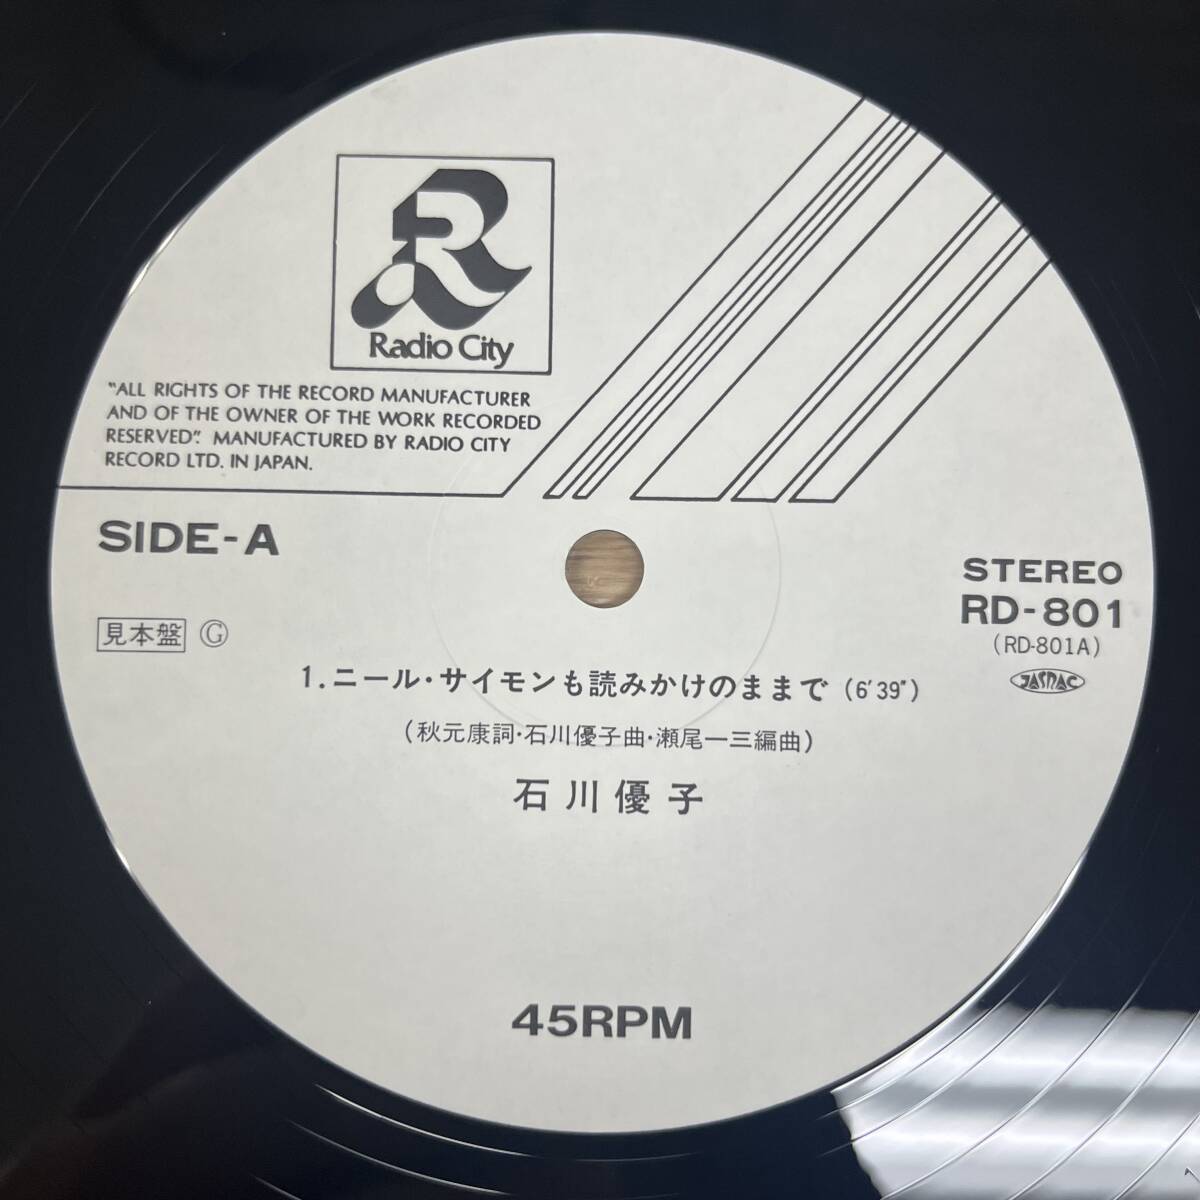 Radio City
"ALL RIGHTS OF THE RECORD MANUFACTURER
AND OF THE OWNER OF THE WORK RECORDED
RESERVED". MANUFACTURED BY RADIO CITY
RECORD LTD. IN JAPAN.
SIDE-A
STEREO
RD-801
(RD-801A)
JASRAC
見本盤 Ⓖ
1. ニール・サイモンも読みかけのままで (6'39")
(秋元康詞・石川優子曲・瀬尾一三編曲)
石川優子
45RPM